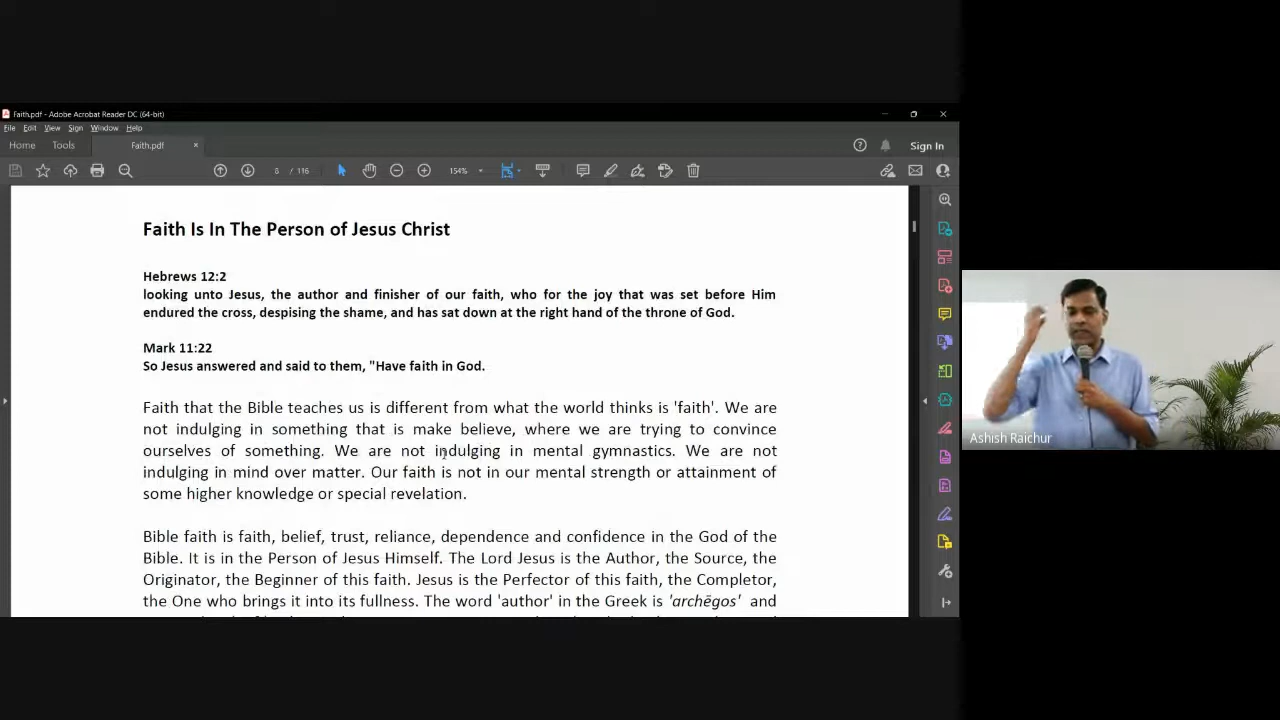 Faith.pdf - Adobe Acrobat Reader DC (64-bit)
File Edit View Sign Window Help
Home Tools Faith.pdf × Sign In
8 / 116 154%
Faith Is In The Person of Jesus Christ
Hebrews 12:2
looking unto Jesus, the author and finisher of our faith, who for the joy that was set before Him
endured the cross, despising the shame, and has sat down at the right hand of the throne of God.
Mark 11:22
So Jesus answered and said to them, "Have faith in God.
Faith that the Bible teaches us is different from what the world thinks is 'faith'. We are
not indulging in something that is make believe, where we are trying to convince
ourselves of something. We are not indulging in mental gymnastics. We are not
indulging in mind over matter. Our faith is not in our mental strength or attainment of
some higher knowledge or special revelation.
Bible faith is faith, belief, trust, reliance, dependence and confidence in the God of the
Bible. It is in the Person of Jesus Himself. The Lord Jesus is the Author, the Source, the
Originator, the Beginner of this faith. Jesus is the Perfector of this faith, the Completor,
the One who brings it into its fullness. The word 'author' in the Greek is 'archēgos' and
Ashish Raichur